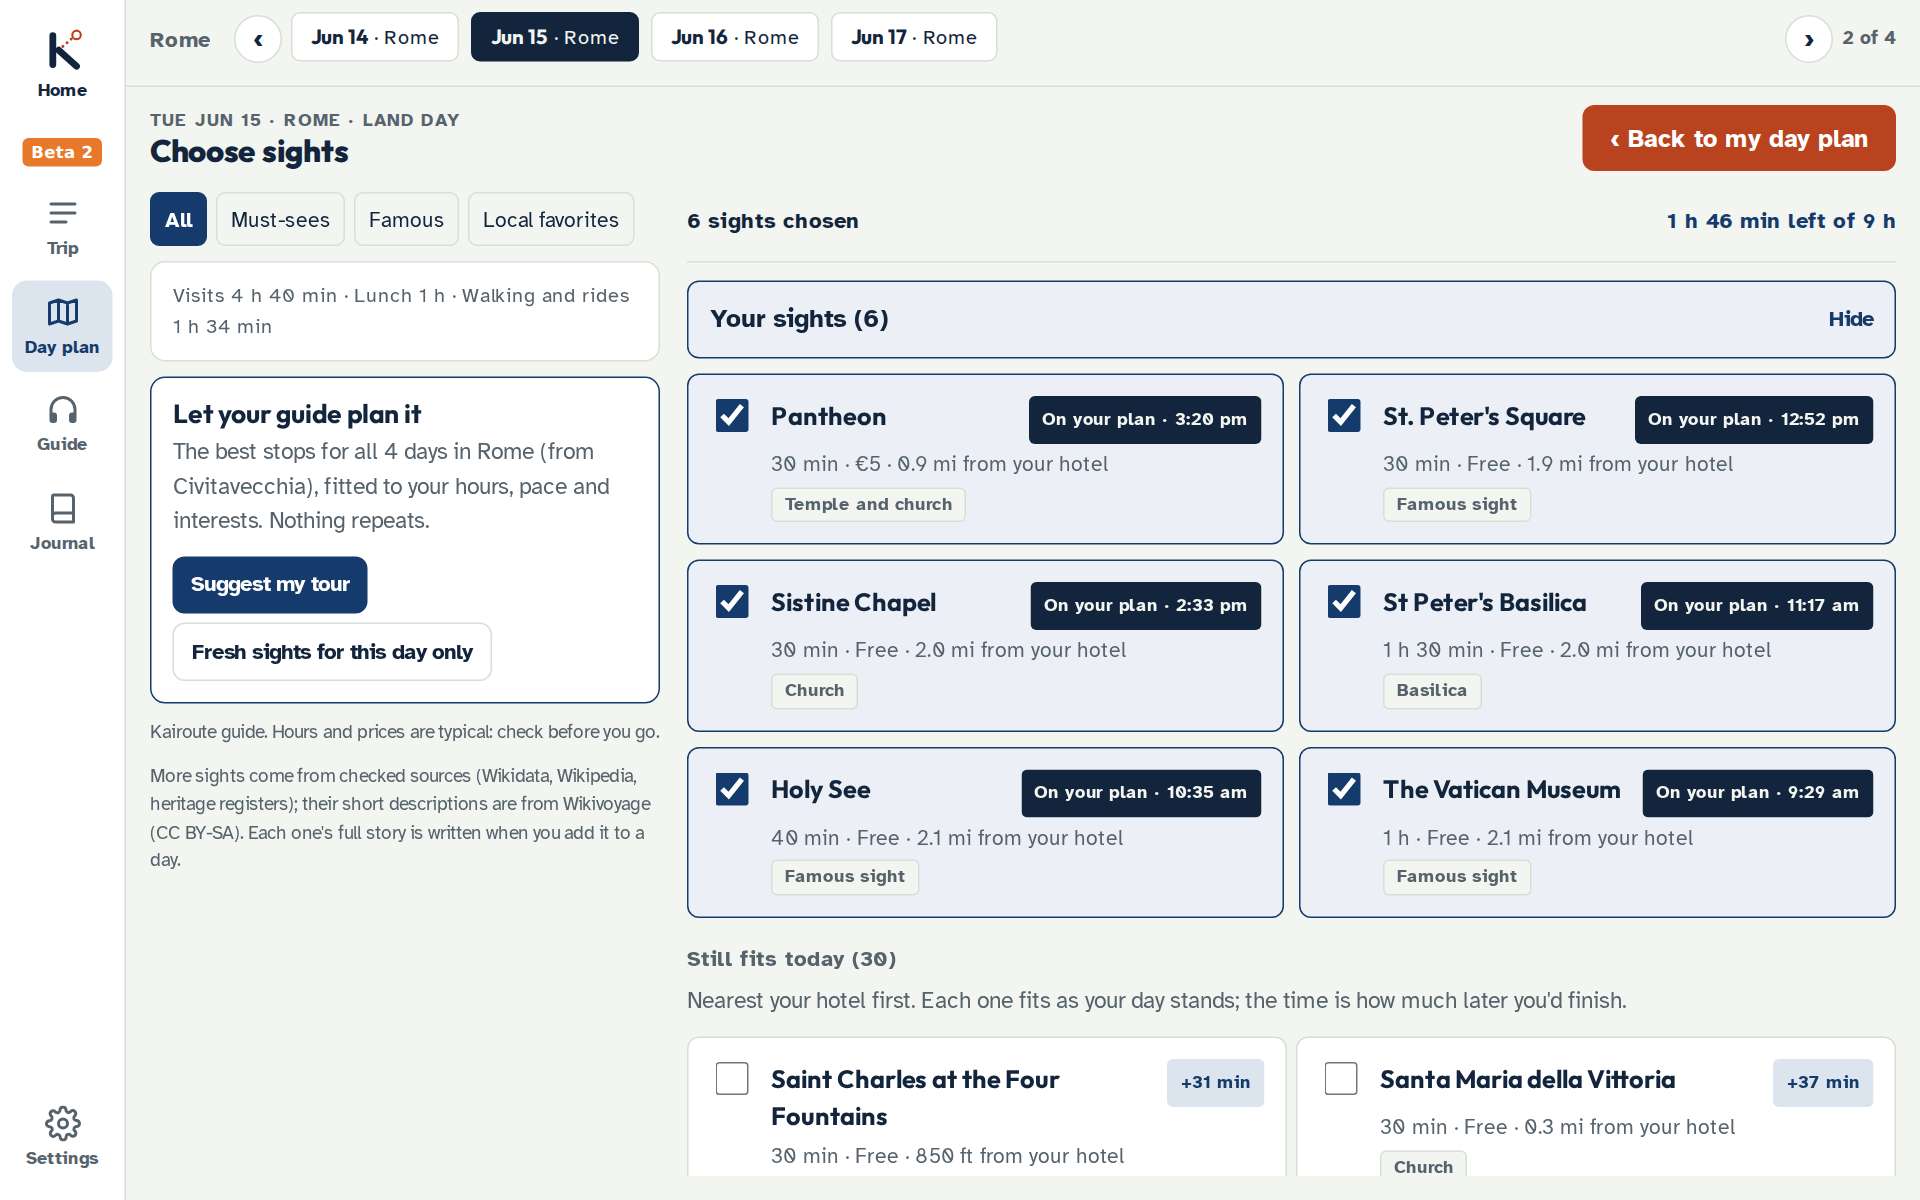 Home
Beta 2
Trip
Day plan
Guide
Journal
Settings
Rome
‹
Jun 14 · Rome
Jun 15 · Rome
Jun 16 · Rome
Jun 17 · Rome
›
2 of 4
TUE JUN 15 · ROME · LAND DAY
Choose sights
‹ Back to my day plan
All
Must-sees
Famous
Local favorites
Visits 4 h 40 min · Lunch 1 h · Walking and rides
1 h 34 min
Let your guide plan it
The best stops for all 4 days in Rome (from
Civitavecchia), fitted to your hours, pace and
interests. Nothing repeats.
Suggest my tour
Fresh sights for this day only
Kairoute guide. Hours and prices are typical: check before you go.
More sights come from checked sources (Wikidata, Wikipedia,
heritage registers); their short descriptions are from Wikivoyage
(CC BY-SA). Each one's full story is written when you add it to a
day.
6 sights chosen
1 h 46 min left of 9 h
Your sights (6)
Hide
Pantheon
On your plan · 3:20 pm
30 min · €5 · 0.9 mi from your hotel
Temple and church
St. Peter's Square
On your plan · 12:52 pm
30 min · Free · 1.9 mi from your hotel
Famous sight
Sistine Chapel
On your plan · 2:33 pm
30 min · Free · 2.0 mi from your hotel
Church
St Peter's Basilica
On your plan · 11:17 am
1 h 30 min · Free · 2.0 mi from your hotel
Basilica
Holy See
On your plan · 10:35 am
40 min · Free · 2.1 mi from your hotel
Famous sight
The Vatican Museum
On your plan · 9:29 am
1 h · Free · 2.1 mi from your hotel
Famous sight
Still fits today (30)
Nearest your hotel first. Each one fits as your day stands; the time is how much later you'd finish.
Saint Charles at the Four
Fountains
+31 min
30 min · Free · 850 ft from your hotel
Santa Maria della Vittoria
+37 min
30 min · Free · 0.3 mi from your hotel
Church